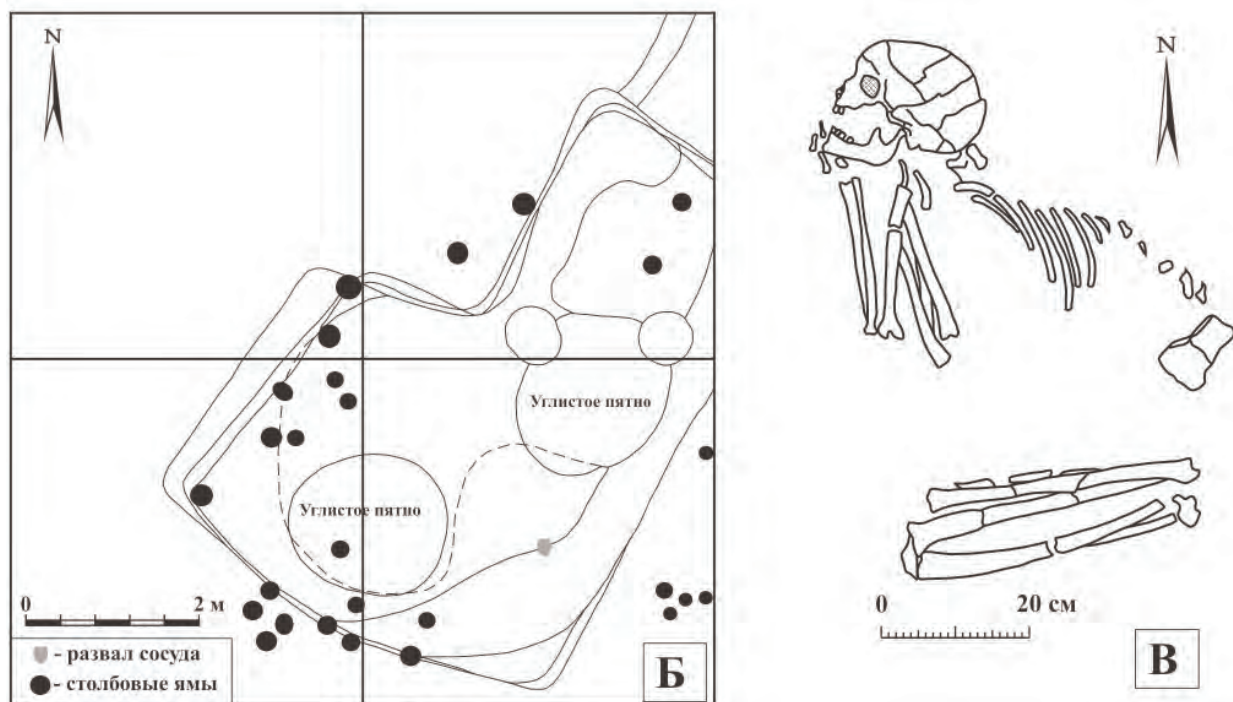 N
Углистое пятно
Углистое пятно
0 2 м
- развал сосуда
- столбовые ямы
Б
N
0 20 см
В